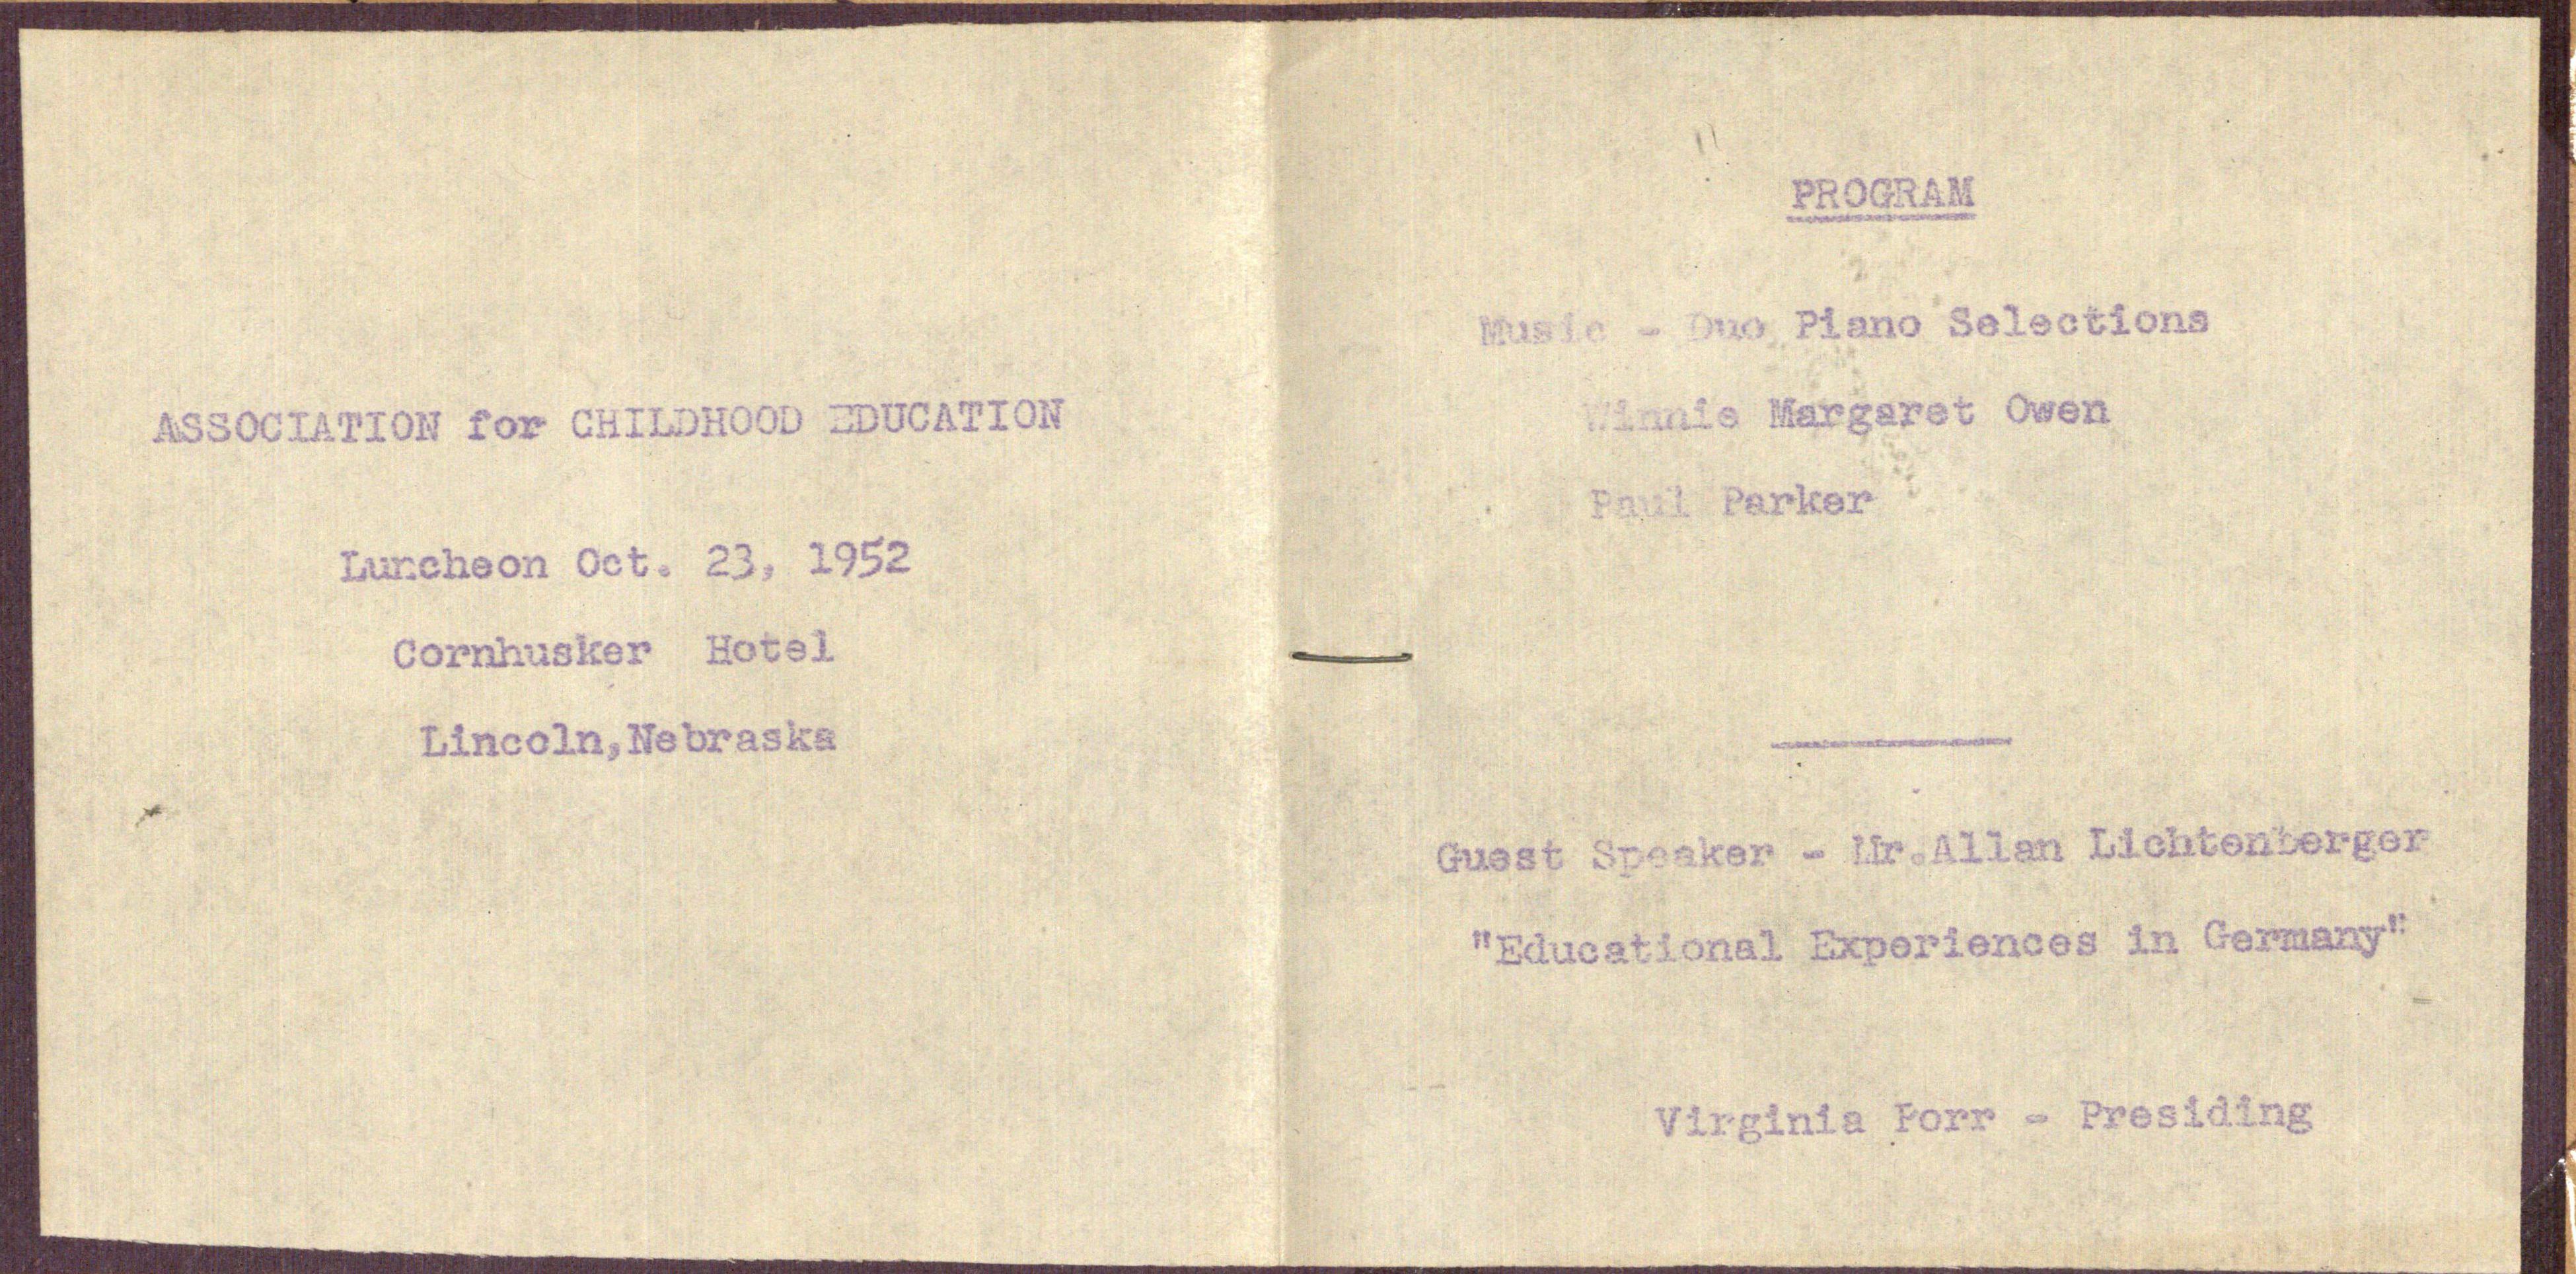 ASSOCIATION for CHILDHOOD EDUCATION
Luncheon Oct. 23, 1952
Cornhusker Hotel
Lincoln,Nebraska
PROGRAM
Music - Duo Piano Selections
Winnie Margaret Owen
Paul Parker
Guest Speaker - Mr.Allan Lichtenberger
"Educational Experiences in Germany"
Virginia Porr - Presiding